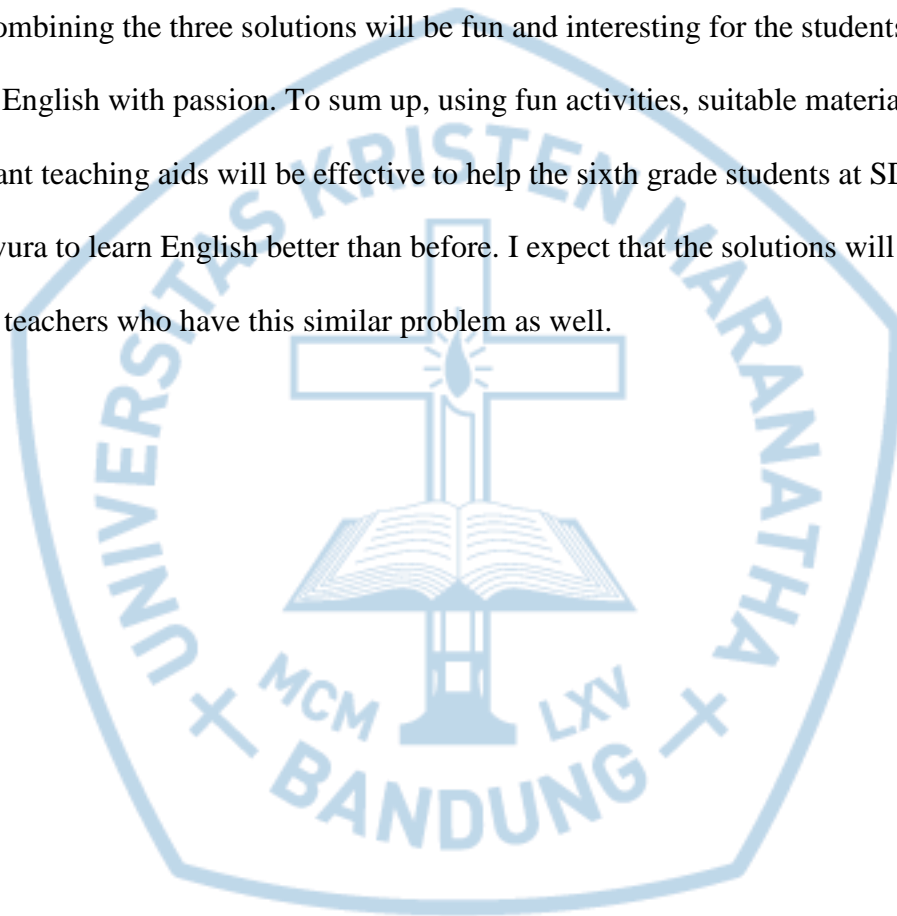 ombining the three solutions will be fun and interesting for the students
English with passion. To sum up, using fun activities, suitable materia
ant teaching aids will be effective to help the sixth grade students at SD
yura to learn English better than before. I expect that the solutions will
teachers who have this similar problem as well.
UNIVERSITAS KRISTEN MARANATHA
MCM LXV
BANDUNG